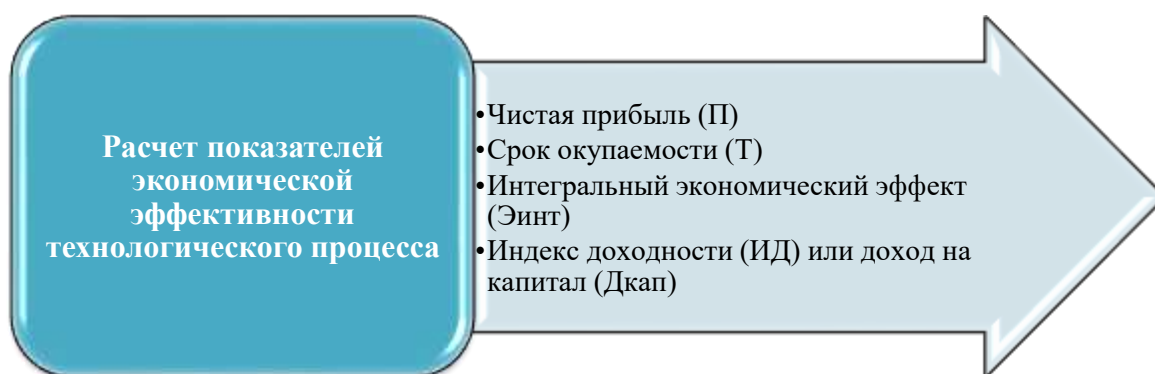 Расчет показателей
экономической
эффективности
технологического процесса
•Чистая прибыль (П)
•Срок окупаемости (Т)
•Интегральный экономический эффект
(Эинт)
•Индекс доходности (ИД) или доход на
капитал (Дкап)